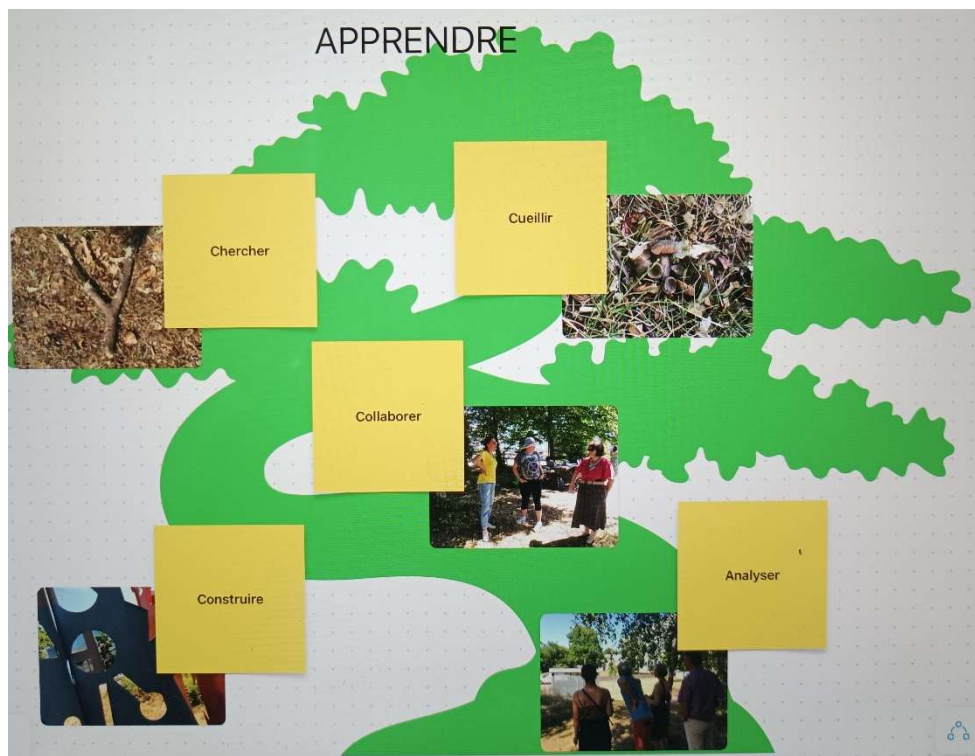 APPRENDRE
Cueillir
Chercher
Collaborer
Analyser
Construire